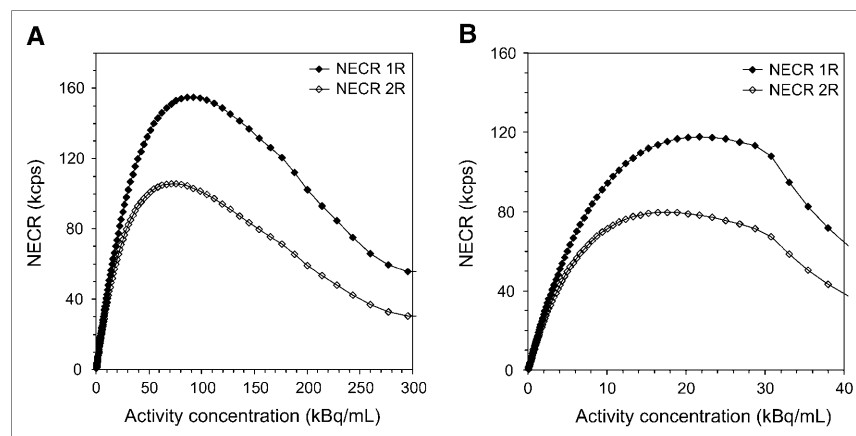 A
NECR (kcps)
160
120
80
40
0
NECR 1R
NECR 2R
0 50 100 150 200 250 300
Activity concentration (kBq/mL)
B
NECR (kcps)
160
120
80
40
0
NECR 1R
NECR 2R
0 10 20 30 40
Activity concentration (kBq/mL)